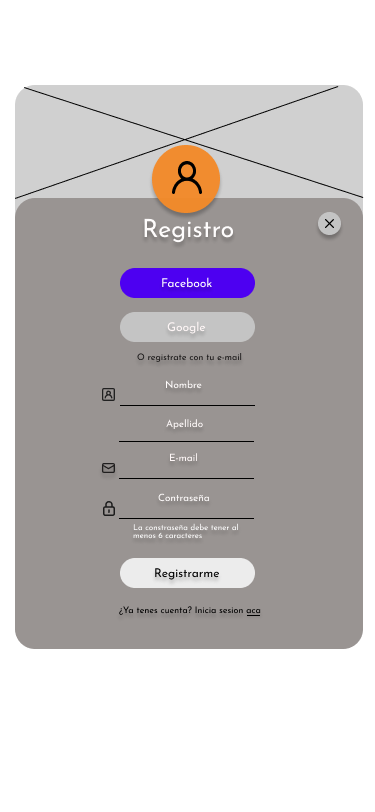 Registro
Facebook
Google
O registrate con tu e-mail
Nombre
Apellido
E-mail
Contraseña
La constraseña debe tener al
menos 6 caracteres
Registrarme
¿Ya tenes cuenta? Inicia sesion aca